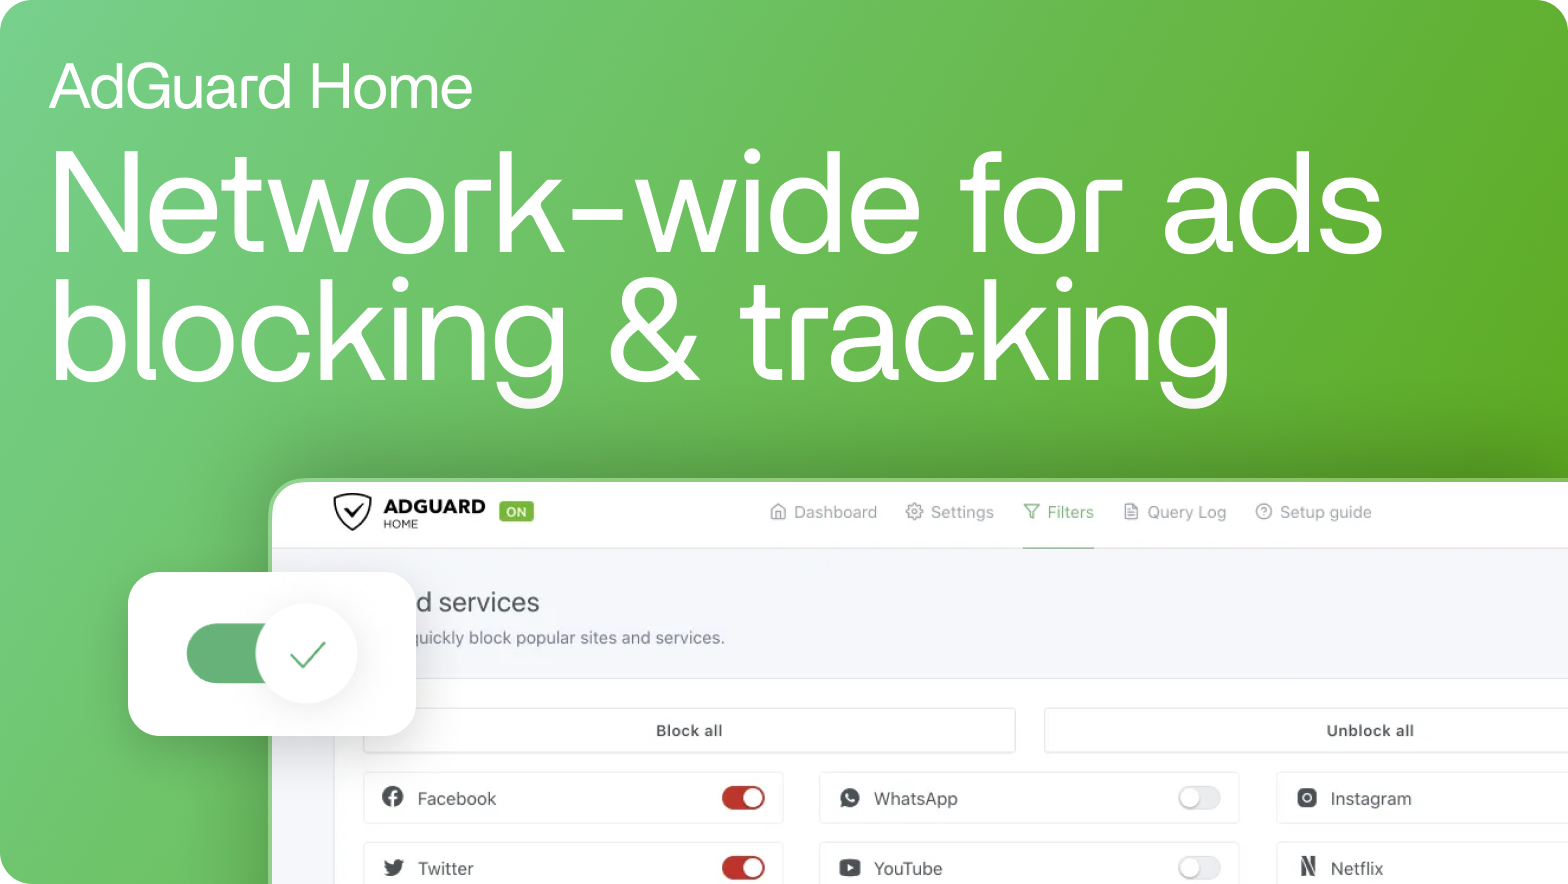 AdGuard Home
Network-wide for ads
blocking & tracking
ADGUARD
HOME
ON
Dashboard
Settings
Filters
Query Log
Setup guide
d services
quickly block popular sites and services.
Block all
Unblock all
Facebook
WhatsApp
Instagram
Twitter
YouTube
Netflix